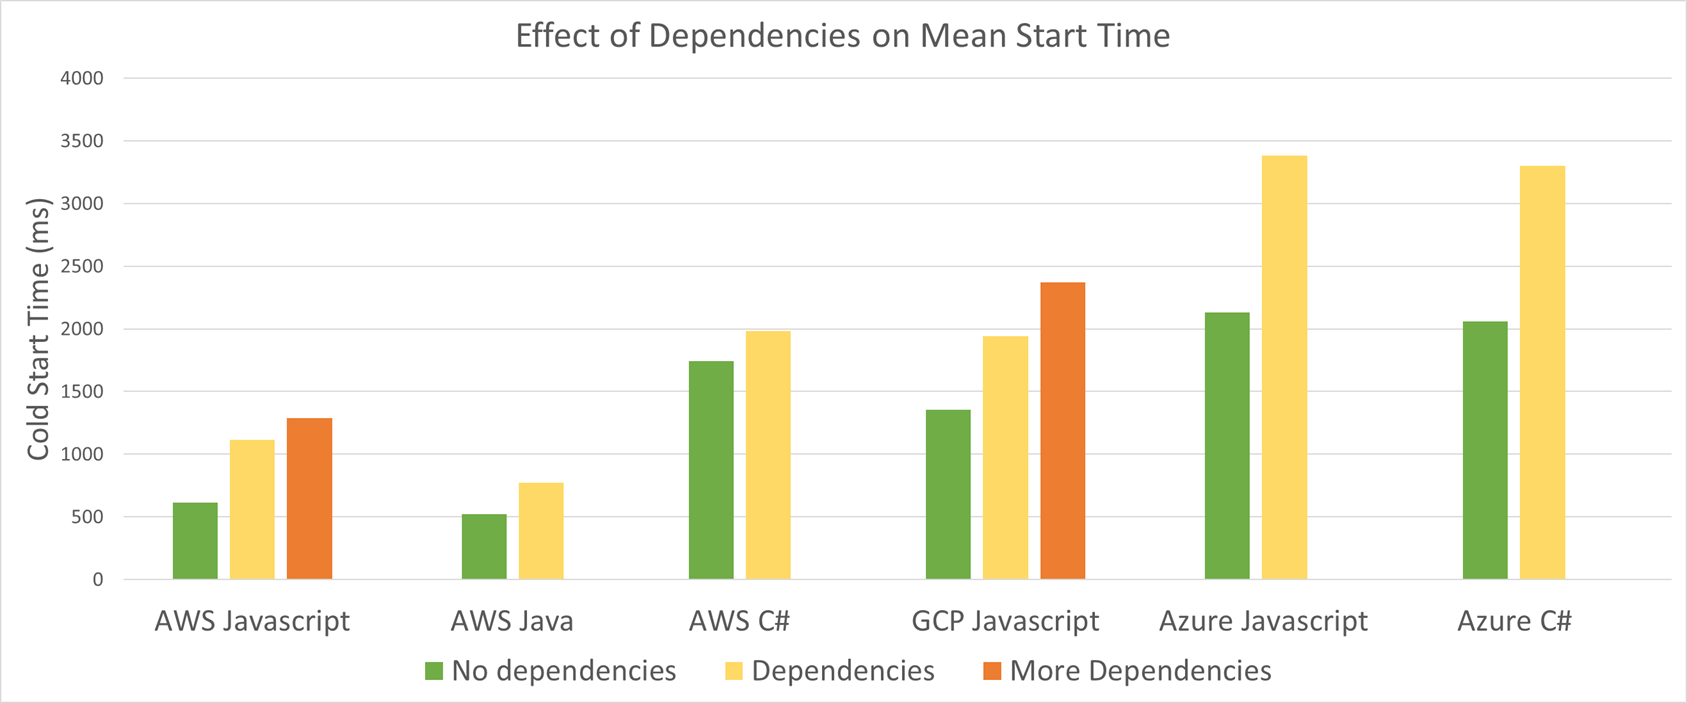 Effect of Dependencies on Mean Start Time
Cold Start Time (ms)
4000
3500
3000
2500
2000
1500
1000
500
0
AWS Javascript AWS Java AWS C# GCP Javascript Azure Javascript Azure C#
No dependencies Dependencies More Dependencies